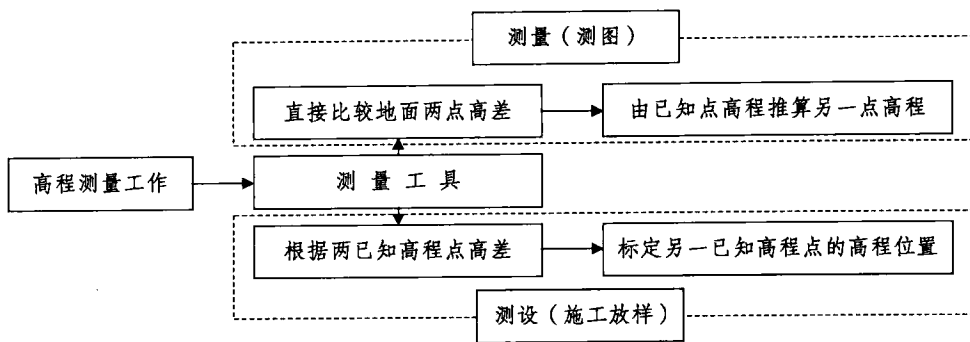 测量（测图）
直接比较地面两点高差
由已知点高程推算另一点高程
高程测量工作
测量工具
根据两已知高程点高差
标定另一已知高程点的高程位置
测设（施工放样）